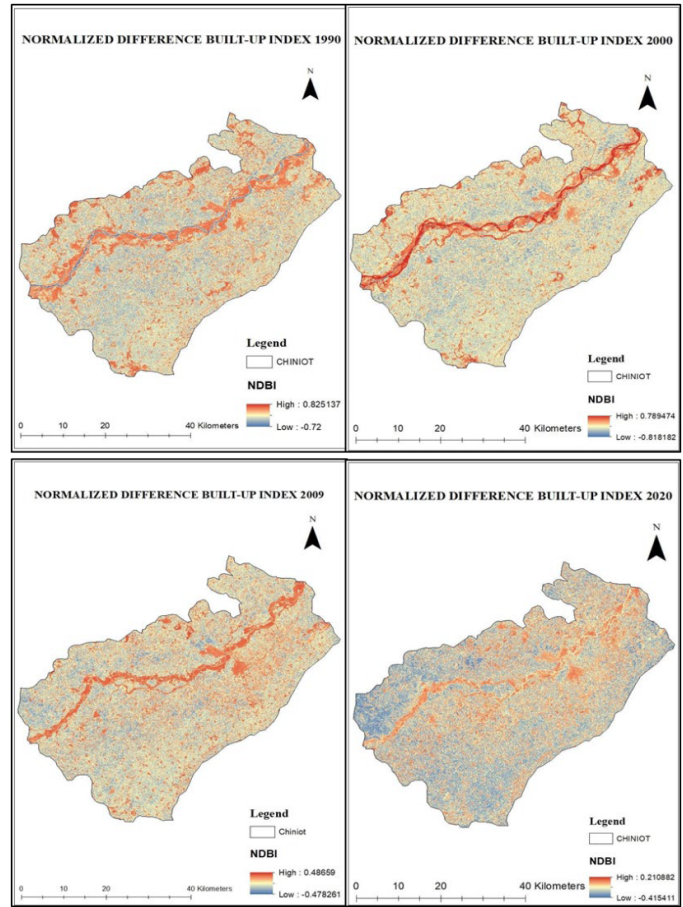 NORMALIZED DIFFERENCE BUILT-UP INDEX 1990
N
Legend
CHINIOT
NDBI
High : 0.825137
Low : -0.72
0 10 20 40 Kilometers
NORMALIZED DIFFERENCE BUILT-UP INDEX 2000
N
Legend
CHINIOT
NDBI
High : 0.789474
Low : -0.818182
0 10 20 40 Kilometers
NORMALIZED DIFFERENCE BUILT-UP INDEX 2009
N
Legend
Chiniot
NDBI
High : 0.48659
Low : -0.478261
0 10 20 40 Kilometers
NORMALIZED DIFFERENCE BUILT-UP INDEX 2020
N
Legend
CHINIOT
NDBI
High : 0.210882
Low : -0.415411
0 10 20 40 Kilometers